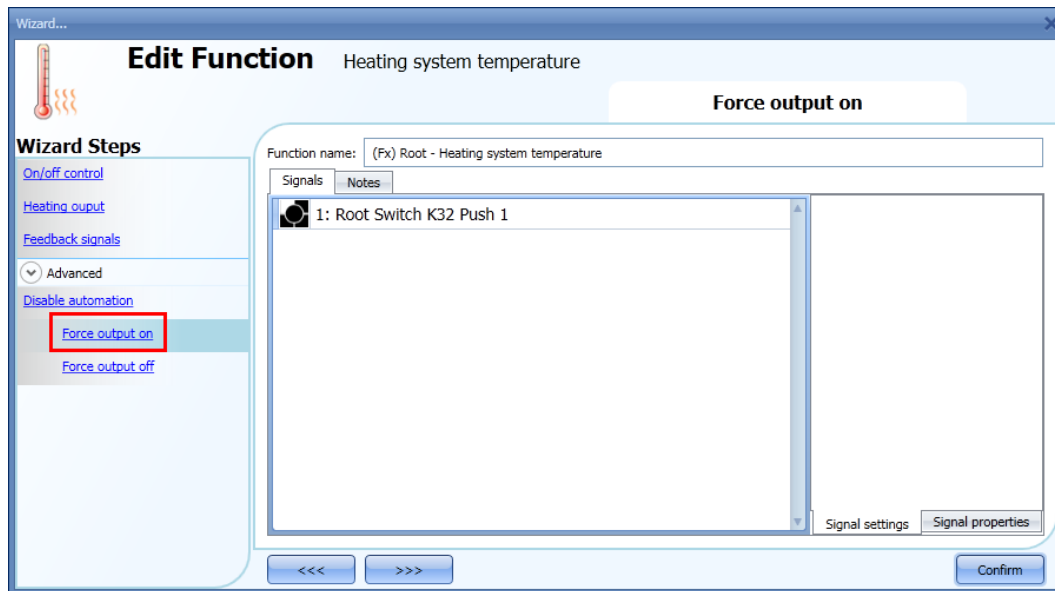 Wizard...
Edit Function Heating system temperature
Force output on
Wizard Steps
On/off control
Heating ouput
Feedback signals
Advanced
Disable automation
Force output on
Force output off
Function name: (Fx) Root - Heating system temperature
Signals Notes
1: Root Switch K32 Push 1
Signal settings Signal properties
<<< >>> Confirm